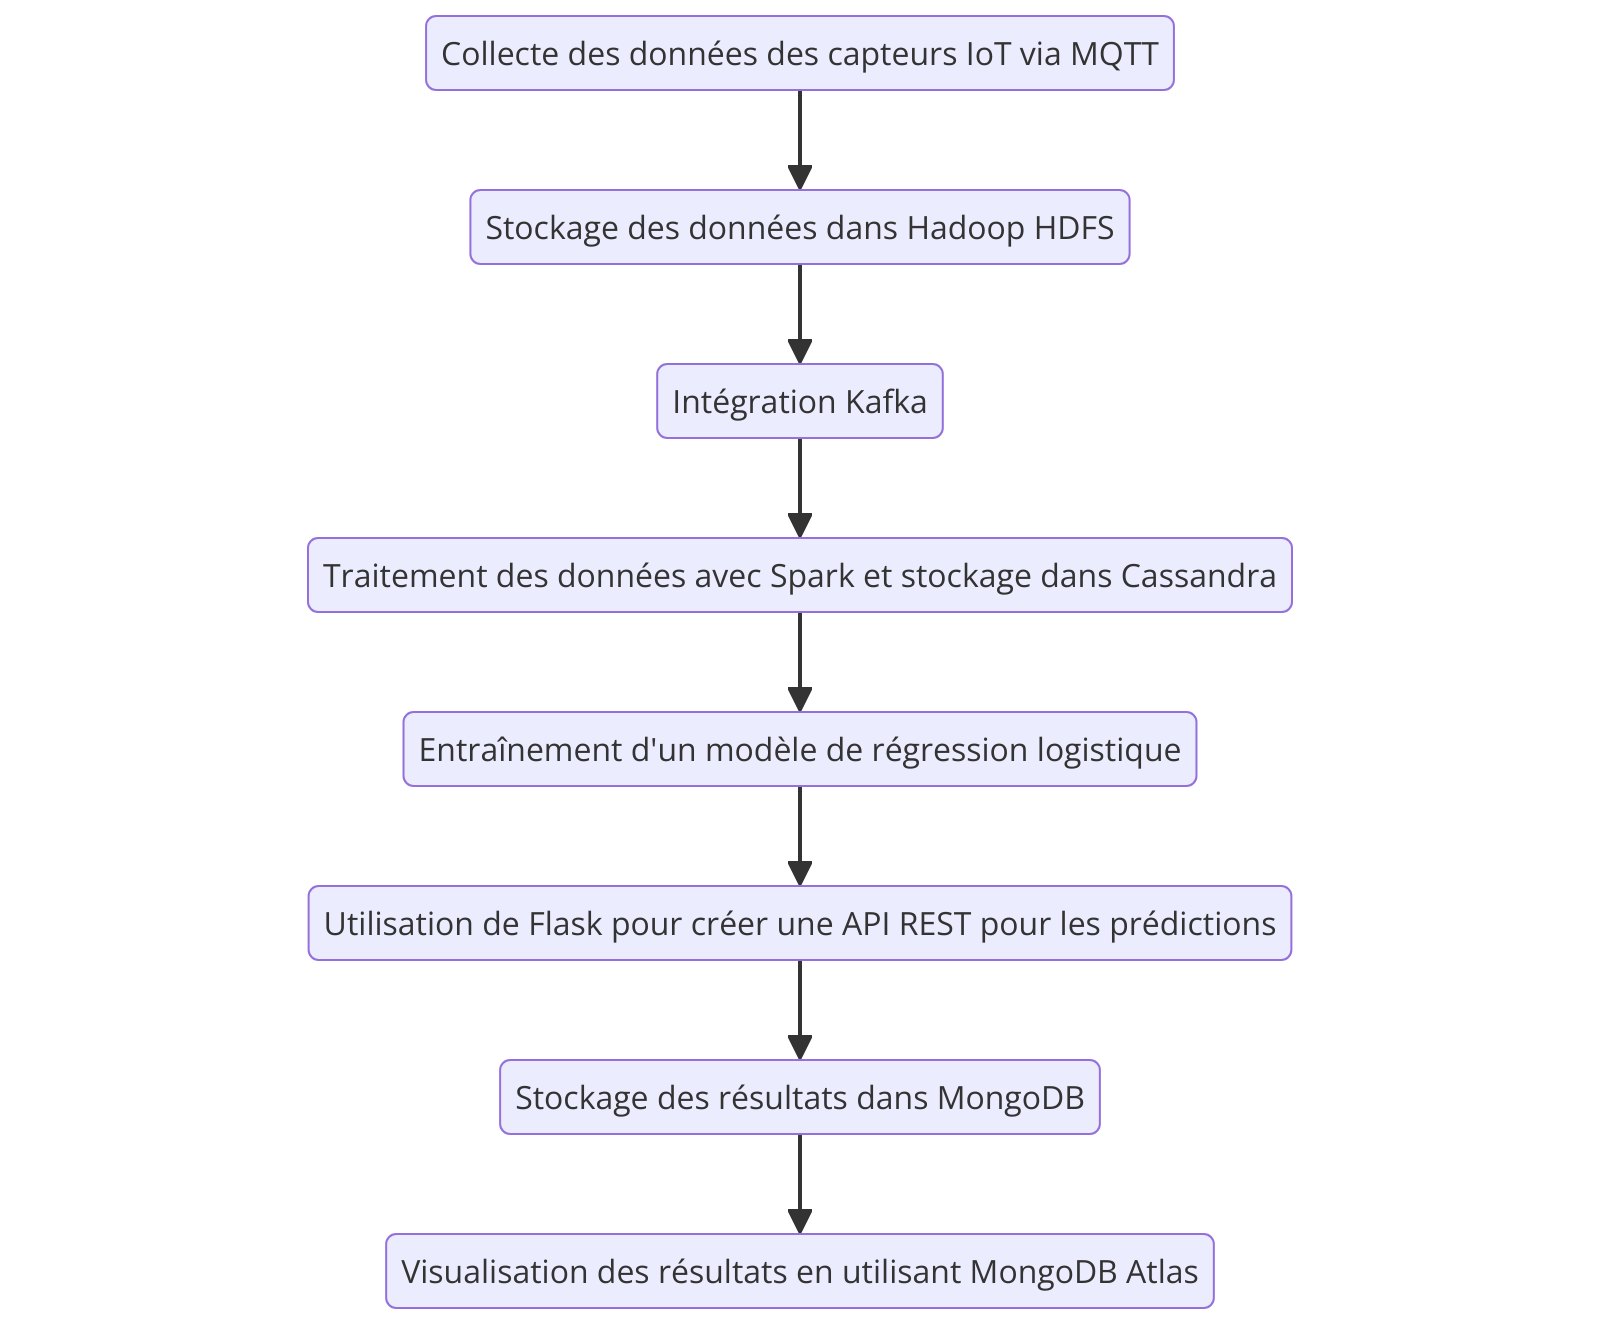 Collecte des données des capteurs IoT via MQTT
Stockage des données dans Hadoop HDFS
Intégration Kafka
Traitement des données avec Spark et stockage dans Cassandra
Entraînement d'un modèle de régression logistique
Utilisation de Flask pour créer une API REST pour les prédictions
Stockage des résultats dans MongoDB
Visualisation des résultats en utilisant MongoDB Atlas